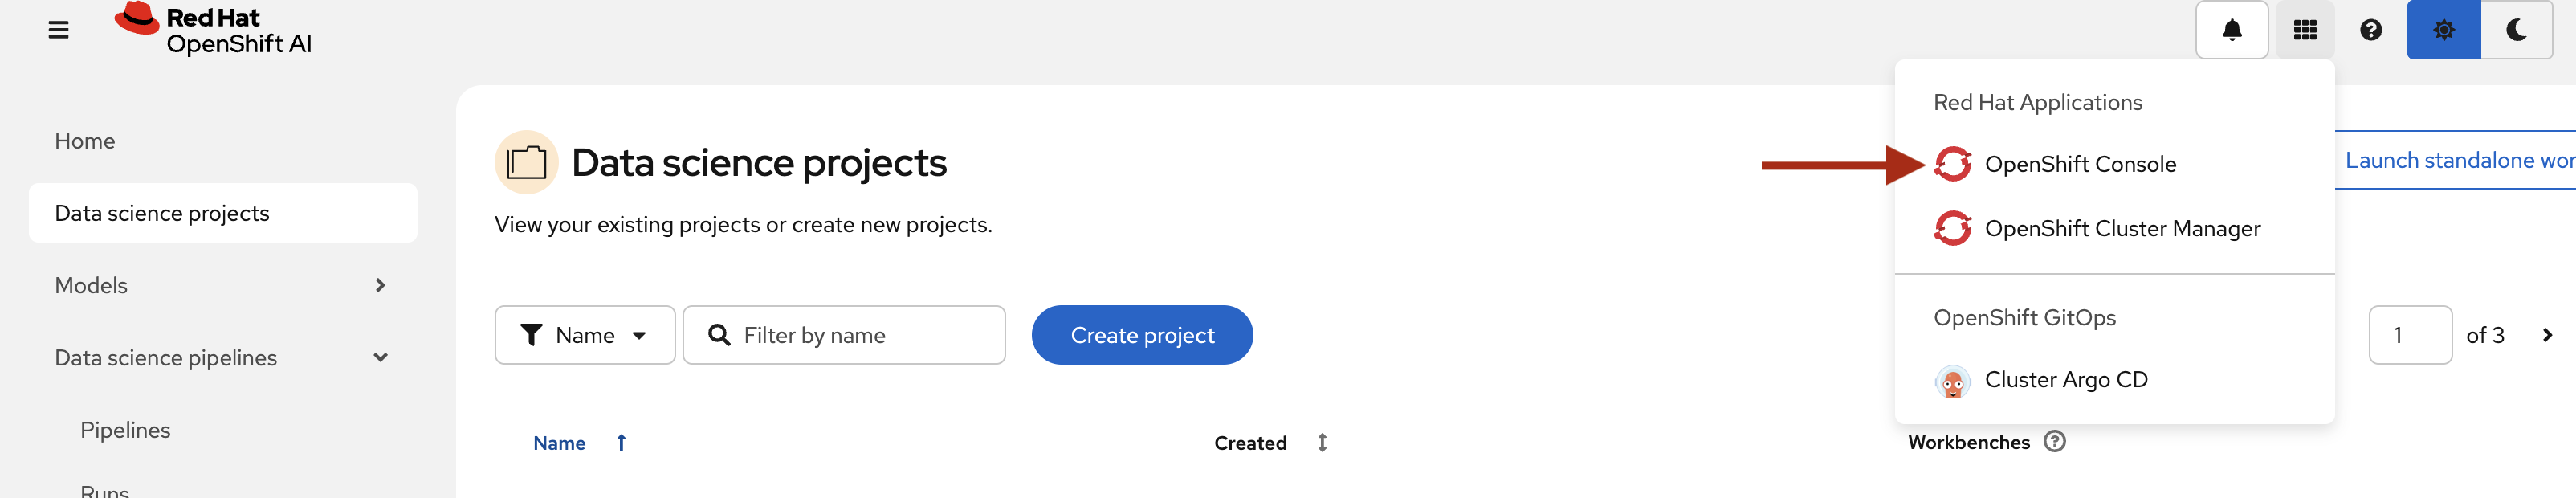 Red Hat
OpenShift AI
Home
Data science projects
Models
Data science pipelines
Pipelines
Runs
Data science projects
View your existing projects or create new projects.
Name
Filter by name
Create project
Name
Created
Workbenches
Red Hat Applications
OpenShift Console
OpenShift Cluster Manager
OpenShift GitOps
Cluster Argo CD
Launch standalone
1 of 3